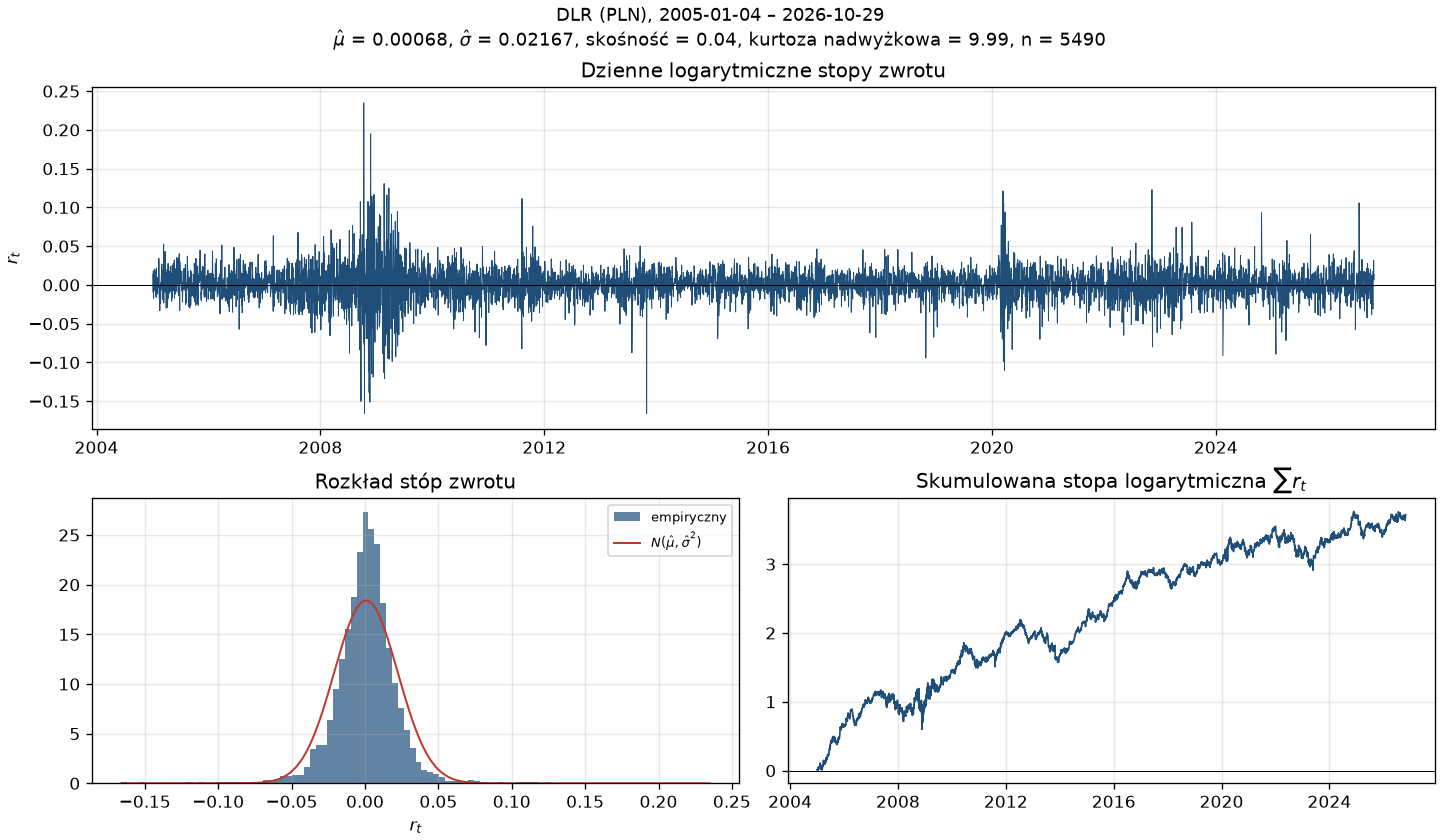 DLR (PLN), 2005-01-04 – 2026-10-29
μ̂ = 0.00068, σ̂ = 0.02167, skośność = 0.04, kurtoza nadwyżkowa = 9.99, n = 5490
Dzienne logarytmiczne stopy zwrotu
0.25
0.20
0.15
0.10
0.05
0.00
−0.05
−0.10
−0.15
r_t
2004 2008 2012 2016 2020 2024
Rozkład stóp zwrotu
empiryczny
N(μ̂, σ̂²)
25
20
15
10
5
0
−0.15 −0.10 −0.05 0.00 0.05 0.10 0.15 0.20 0.25
r_t
Skumulowana stopa logarytmiczna ∑r_t
3
2
1
0
2004 2008 2012 2016 2020 2024